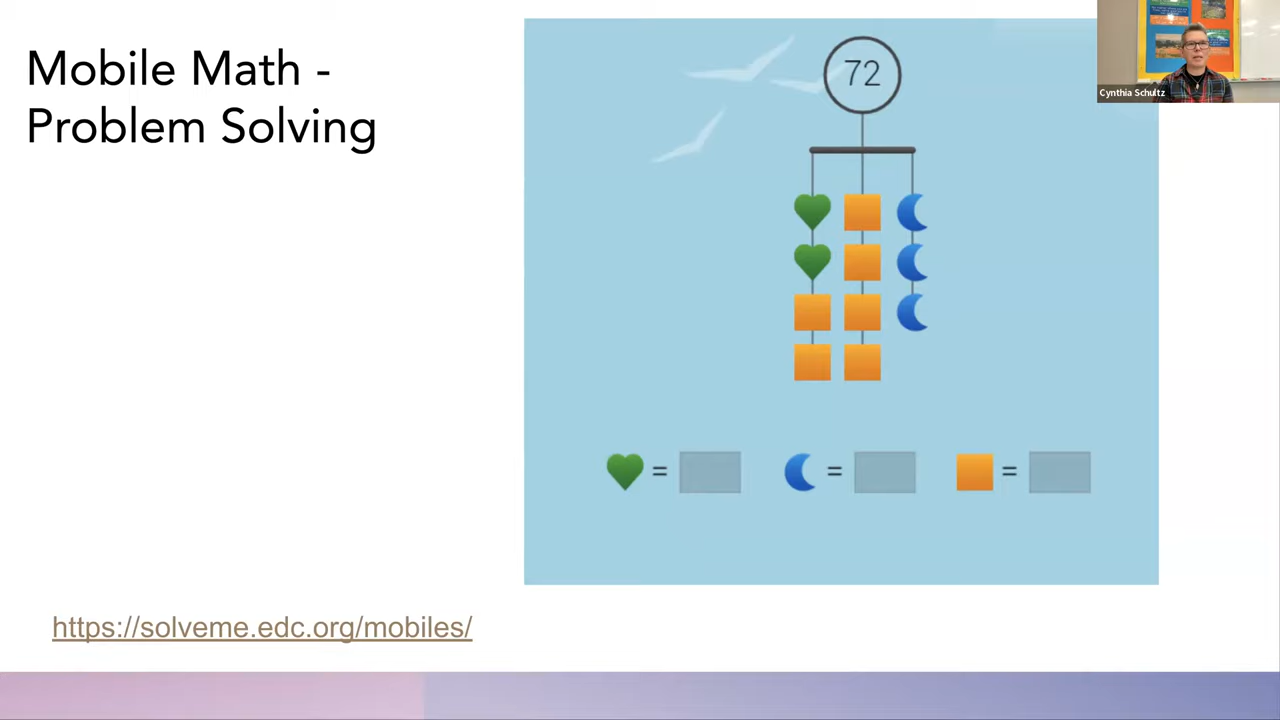 Mobile Math -
Problem Solving
72
Cynthia Schultz
= = =
https://solveme.edc.org/mobiles/